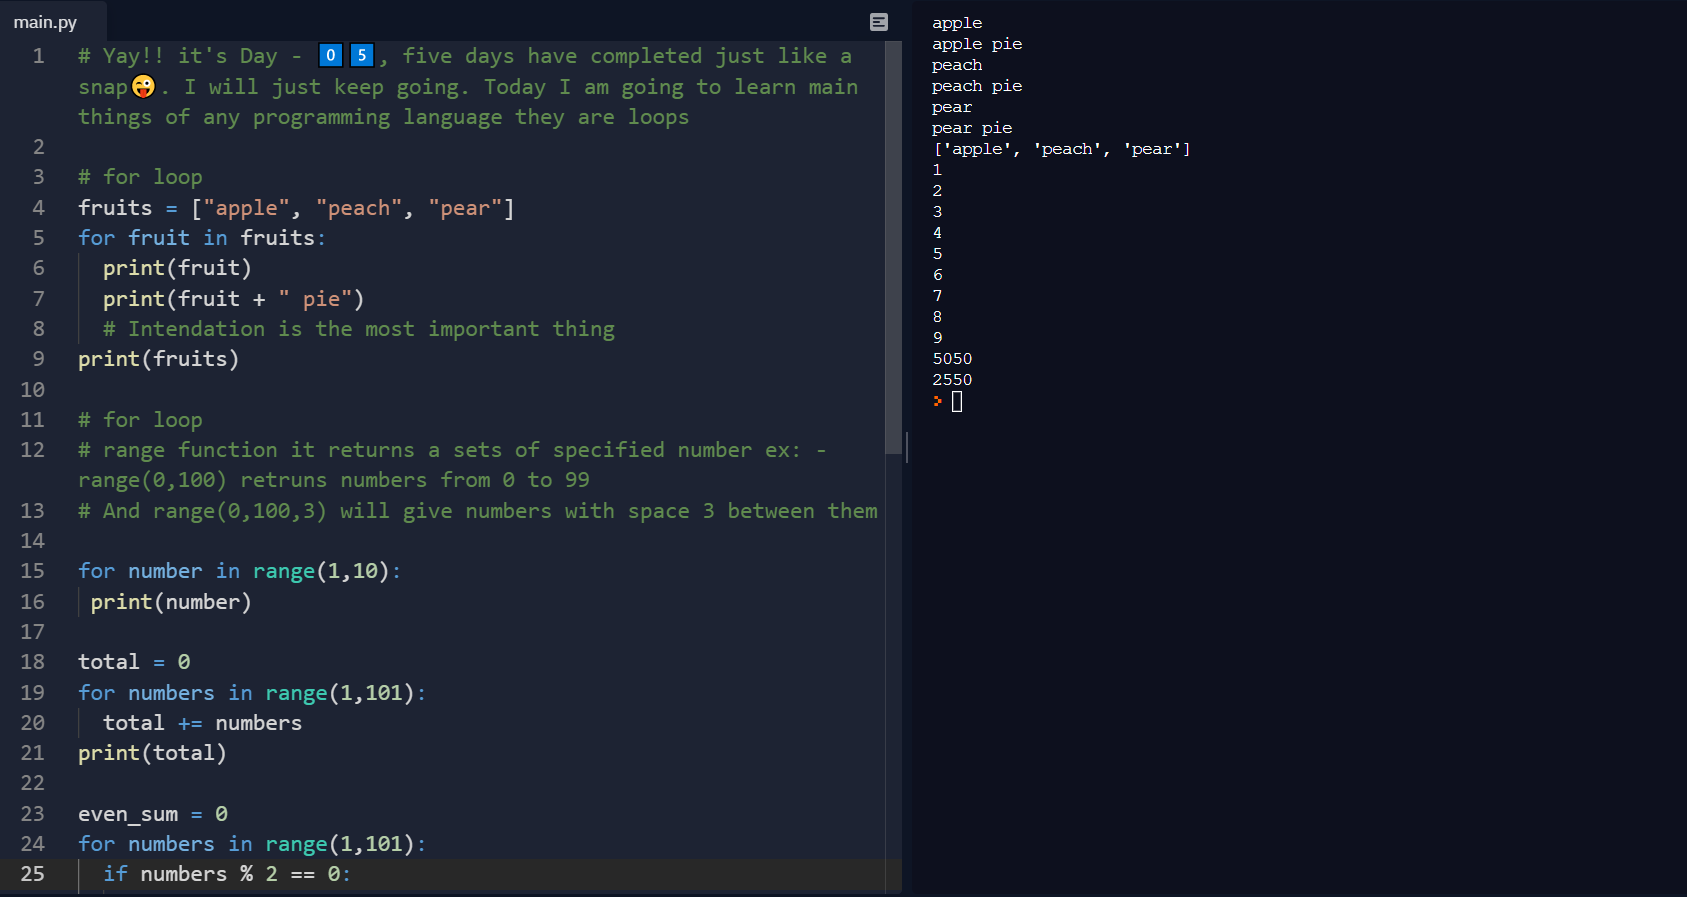 main.py
1 # Yay!! it's Day - 0 5, five days have completed just like a
snap😜. I will just keep going. Today I am going to learn main
things of any programming language they are loops
2
3 # for loop
4 fruits = ["apple", "peach", "pear"]
5 for fruit in fruits:
6 print(fruit)
7 print(fruit + " pie")
8 # Intendation is the most important thing
9 print(fruits)
10
11 # for loop
12 # range function it returns a sets of specified number ex: -
range(0,100) retruns numbers from 0 to 99
13 # And range(0,100,3) will give numbers with space 3 between them
14
15 for number in range(1,10):
16 print(number)
17
18 total = 0
19 for numbers in range(1,101):
20 total += numbers
21 print(total)
22
23 even_sum = 0
24 for numbers in range(1,101):
25 if numbers % 2 == 0:
apple
apple pie
peach
peach pie
pear
pear pie
['apple', 'peach', 'pear']
1
2
3
4
5
6
7
8
9
5050
2550